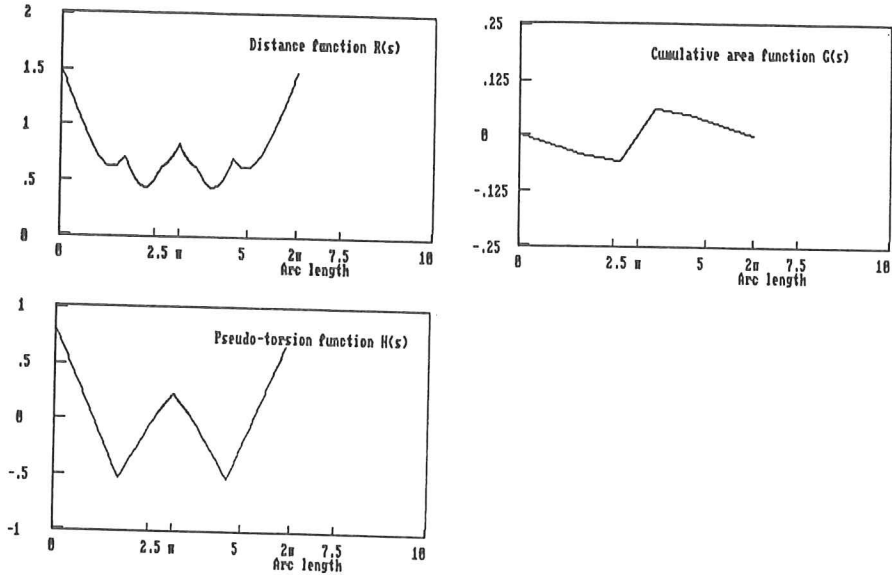 2
Distance function R(s)
1.5
1
.5
0
0 2.5 π 5 2π 7.5 10
Arc length
.25
Cumulative area function G(s)
.125
0
-.125
-.25
0 2.5 π 5 2π 7.5 10
Arc length
1
Pseudo-torsion function H(s)
.5
0
-.5
-1
0 2.5 π 5 2π 7.5 10
Arc length